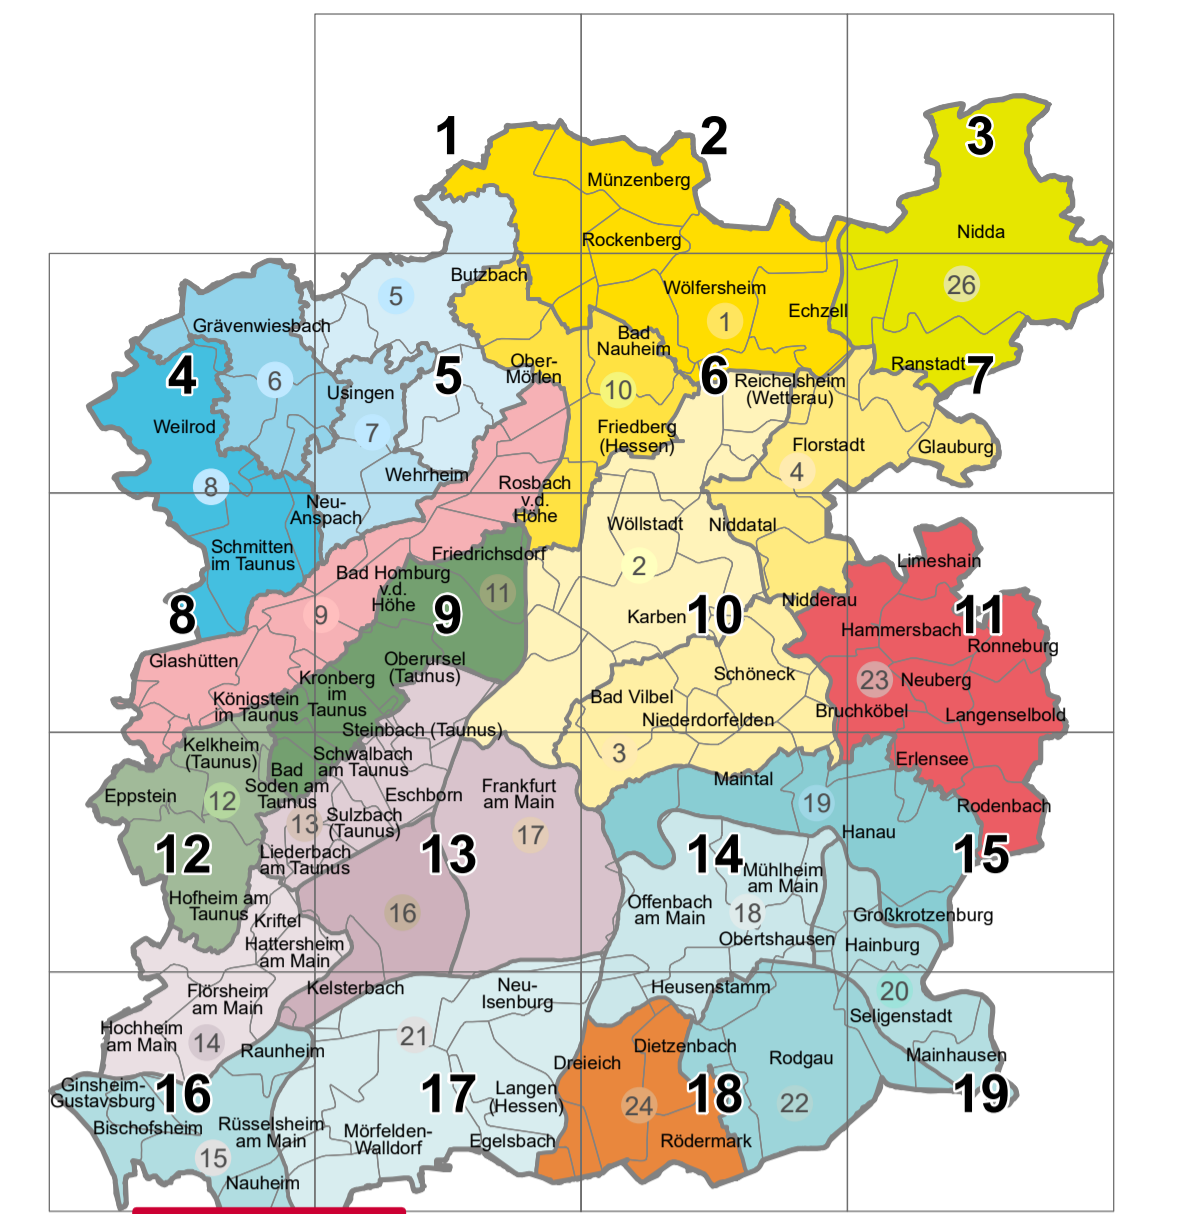 1
2
3
Münzenberg
Nidda
Rockenberg
Butzbach
5
26
Wölfersheim
1
Echzell
Grävenwiesbach
Bad
Nauheim
Ober-
Mörlen
Ranstadt
4
6
Usingen
5
10
6
Reichelsheim
(Wetterau)
7
Weilrod
7
Friedberg
(Hessen)
Florstadt
Glauburg
4
Wehrheim
8
Rosbach
v.d.
Höhe
Neu-
Anspach
Wöllstadt
Niddatal
Schmitten
im Taunus
Friedrichsdorf
Limeshain
Bad Homburg
v.d.
Höhe
11
2
Nidderau
8
9
9
Karben
10
Hammersbach
11
Ronneburg
Glashütten
Oberursel
(Taunus)
Kronberg
im
Taunus
Schöneck
23
Neuberg
Königstein
im Taunus
Bad Vilbel
Niederdorfelden
Bruchköbel
Langenselbold
Steinbach (Taunus)
Kelkheim
(Taunus)
Schwalbach
am Taunus
3
Erlensee
Bad
Soden am
Taunus
Maintal
Eppstein
12
Eschborn
Frankfurt
am Main
19
Rodenbach
13
Sulzbach
(Taunus)
17
Hanau
12
Liederbach
am Taunus
13
14
15
Mühlheim
am Main
Hofheim am
Taunus
Kriftel
16
Offenbach
am Main
18
Großkrotzenburg
Hattersheim
am Main
Obertshausen
Hainburg
Flörsheim
am Main
Kelsterbach
Neu-
Isenburg
Heusenstamm
20
Seligenstadt
Hochheim
am Main
14
Raunheim
21
Dietzenbach
Dreieich
Rodgau
Mainhausen
Ginsheim-
Gustavsburg
16
17
Langen
(Hessen)
24
18
22
19
Bischofsheim
Rüsselsheim
am Main
Mörfelden-
Walldorf
Egelsbach
Rödermark
15
Nauheim